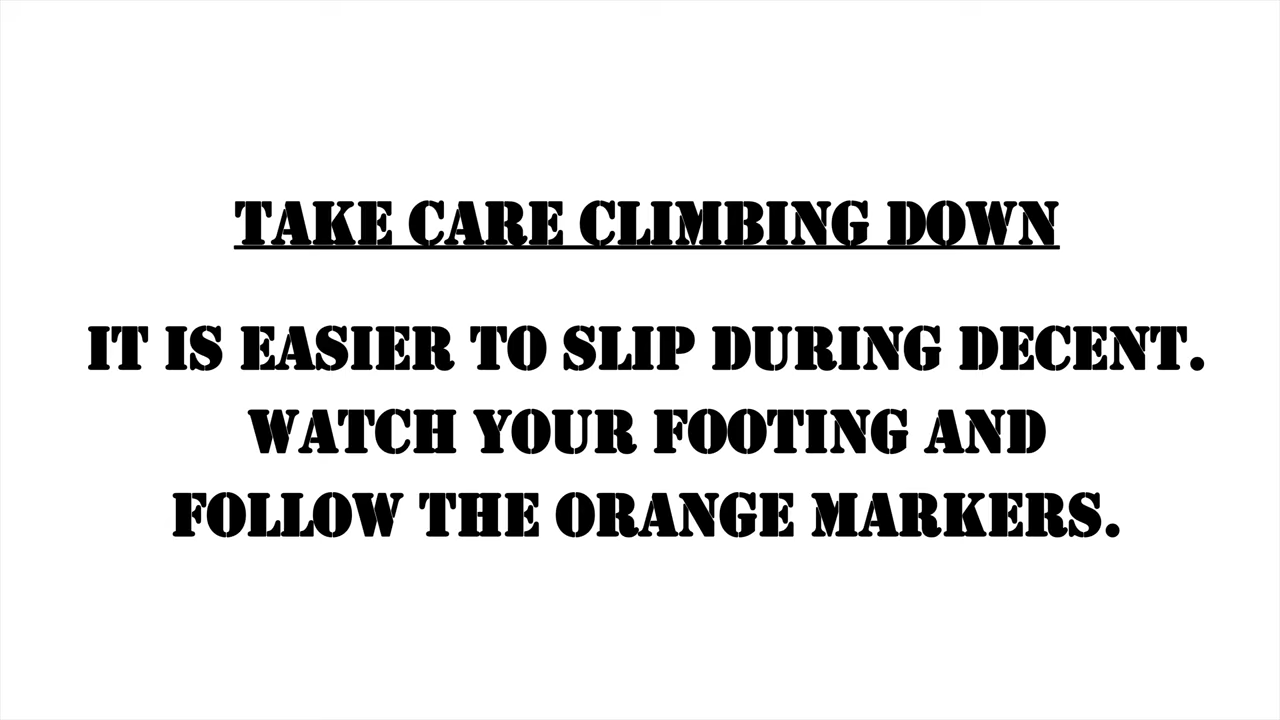 TAKE CARE CLIMBING DOWN
IT IS EASIER TO SLIP DURING DECENT.
WATCH YOUR FOOTING AND
FOLLOW THE ORANGE MARKERS.